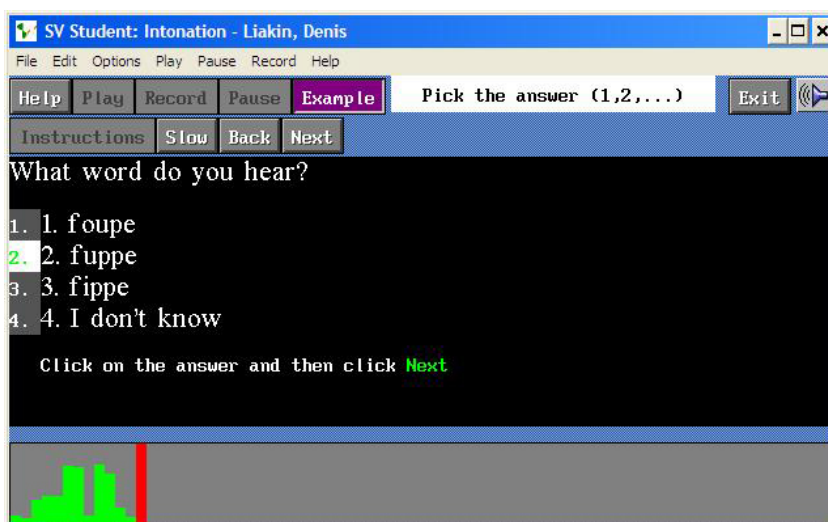 SV Student: Intonation - Liakin, Denis
File Edit Options Play Pause Record Help
Help Play Record Pause Example Pick the answer (1,2,...) Exit
Instructions Slow Back Next
What word do you hear?
1. 1. foupe
2. 2. fuppe
3. 3. fippe
4. 4. I don't know
Click on the answer and then click Next